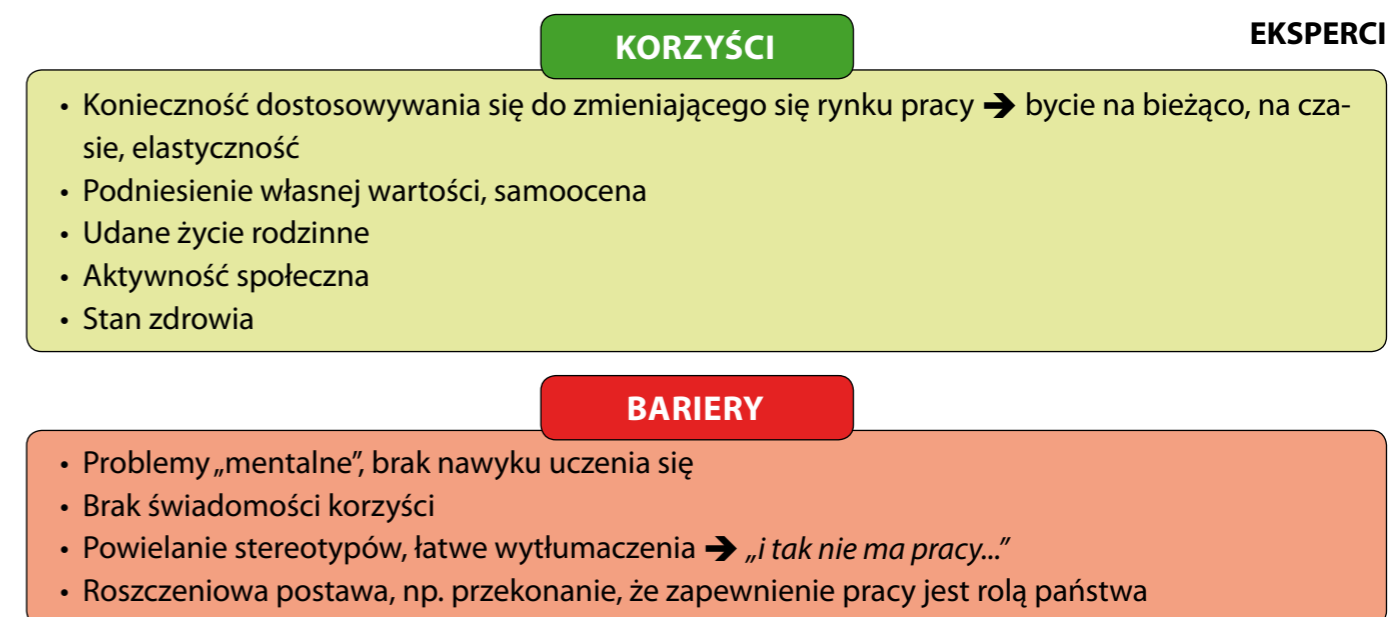 EKSPERCI
KORZYŚCI
• Konieczność dostosowywania się do zmieniającego się rynku pracy ➔ bycie na bieżąco, na cza-
sie, elastyczność
• Podniesienie własnej wartości, samoocena
• Udane życie rodzinne
• Aktywność społeczna
• Stan zdrowia
BARIERY
• Problemy „mentalne”, brak nawyku uczenia się
• Brak świadomości korzyści
• Powielanie stereotypów, łatwe wytłumaczenia ➔ „i tak nie ma pracy...”
• Roszczeniowa postawa, np. przekonanie, że zapewnienie pracy jest rolą państwa